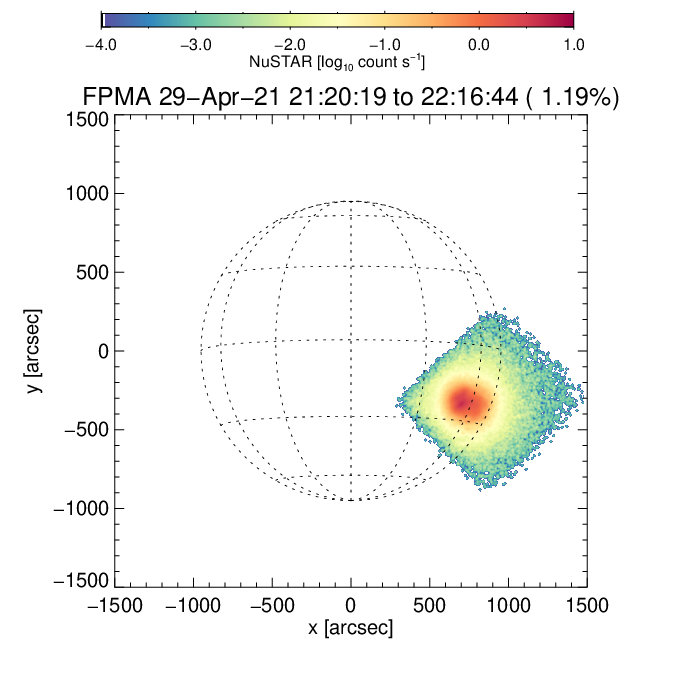 −4.0 −3.0 −2.0 −1.0 0.0 1.0
NuSTAR [log₁₀ count s⁻¹]
FPMA 29−Apr−21 21:20:19 to 22:16:44 ( 1.19%)
1500
1000
500
0
−500
−1000
−1500
y [arcsec]
−1500 −1000 −500 0 500 1000 1500
x [arcsec]